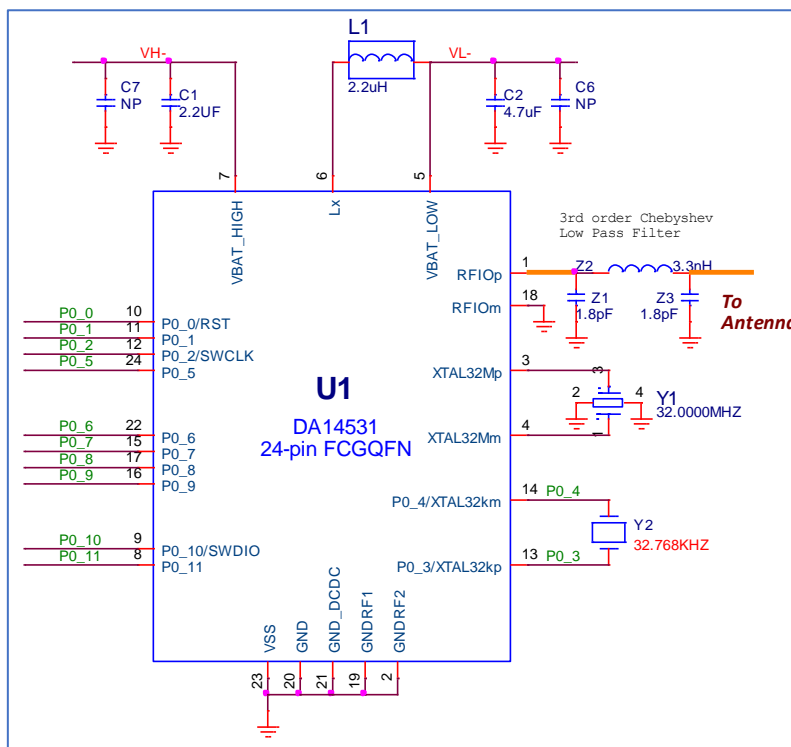 L1
VH-
VL-
2.2uH
C7
NP
C1
2.2UF
C2
4.7uF
C6
NP
7
6
5
VBAT_HIGH
Lx
VBAT_LOW
3rd order Chebyshev
Low Pass Filter
1
RFIOp
Z2
3.3nH
18
RFIOm
Z1
1.8pF
Z3
1.8pF
To
Antenna
P0_0
10
P0_0/RST
P0_1
11
P0_1
P0_2
12
P0_2/SWCLK
P0_5
24
P0_5
3
XTAL32Mp
3
2
4
Y1
32.0000MHZ
U1
DA14531
24-pin FCGQFN
4
XTAL32Mm
1
P0_6
22
P0_6
P0_7
15
P0_7
P0_8
17
P0_8
P0_9
16
P0_9
14
P0_4
P0_4/XTAL32km
Y2
32.768KHZ
P0_10
9
P0_10/SWDIO
P0_11
8
P0_11
13
P0_3
P0_3/XTAL32kp
VSS
GND
GND_DCDC
GNDRF1
GNDRF2
23
20
21
19
2